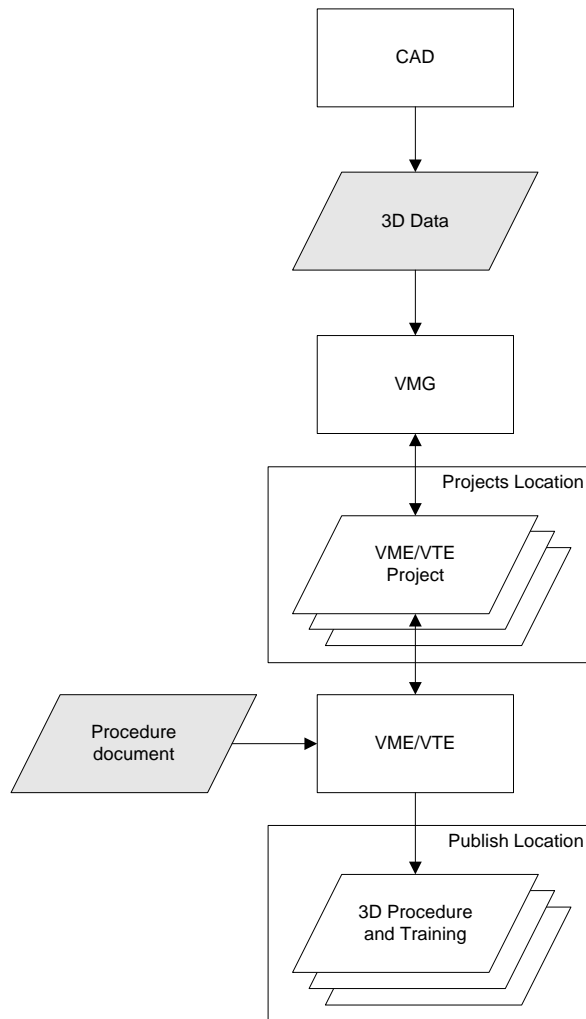 CAD
3D Data
VMG
Projects Location
VME/VTE
Project
Procedure
document
VME/VTE
Publish Location
3D Procedure
and Training